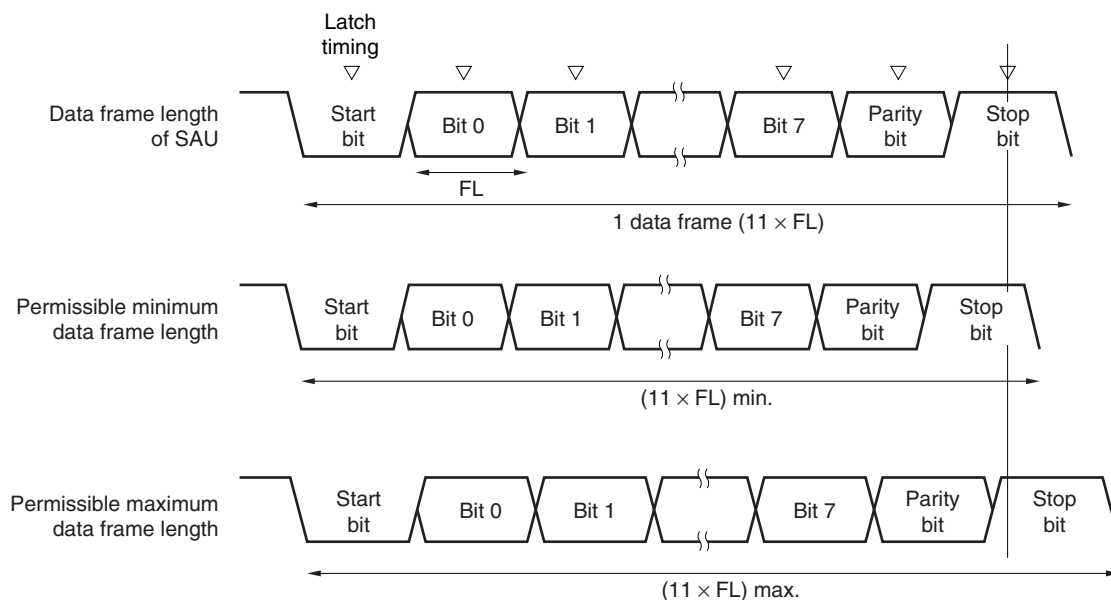 Latch
timing
Data frame length
of SAU
Start
bit
Bit 0
Bit 1
Bit 7
Parity
bit
Stop
bit
FL
1 data frame (11 × FL)
Permissible minimum
data frame length
Start
bit
Bit 0
Bit 1
Bit 7
Parity
bit
Stop
bit
(11 × FL) min.
Permissible maximum
data frame length
Start
bit
Bit 0
Bit 1
Bit 7
Parity
bit
Stop
bit
(11 × FL) max.